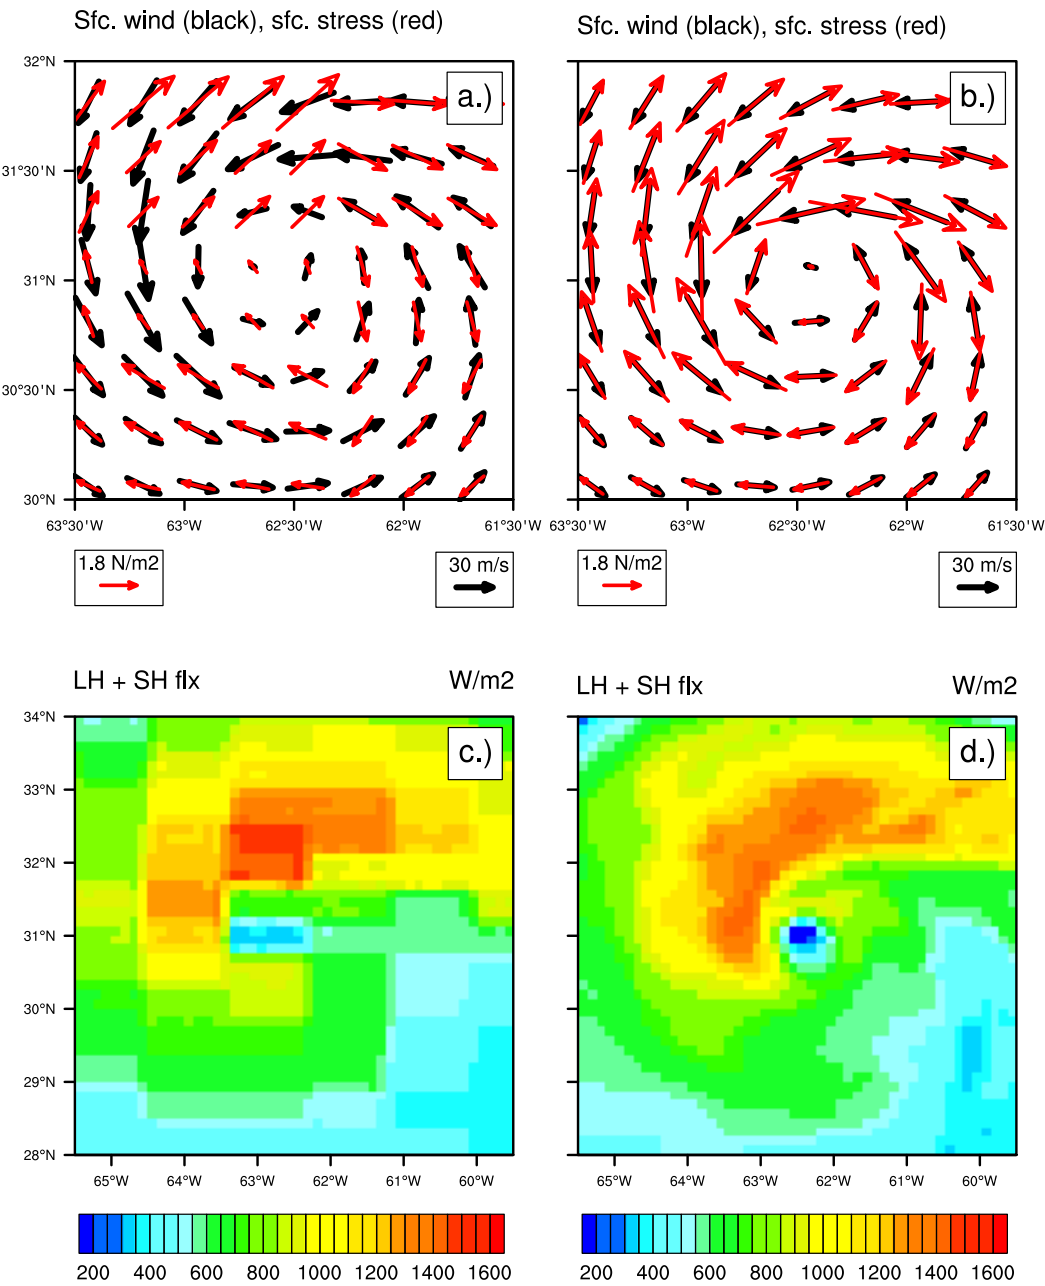 Sfc. wind (black), sfc. stress (red)
Sfc. wind (black), sfc. stress (red)
a.)
b.)
32°N
31°30'N
31°N
30°30'N
30°N
63°30'W
63°W
62°30'W
62°W
61°30'W
63°30'W
63°W
62°30'W
62°W
61°30'W
1.8 N/m2
30 m/s
1.8 N/m2
30 m/s
LH + SH flx
W/m2
LH + SH flx
W/m2
c.)
d.)
34°N
33°N
32°N
31°N
30°N
29°N
28°N
65°W
64°W
63°W
62°W
61°W
60°W
65°W
64°W
63°W
62°W
61°W
60°W
200 400 600 800 1000 1200 1400 1600
200 400 600 800 1000 1200 1400 1600